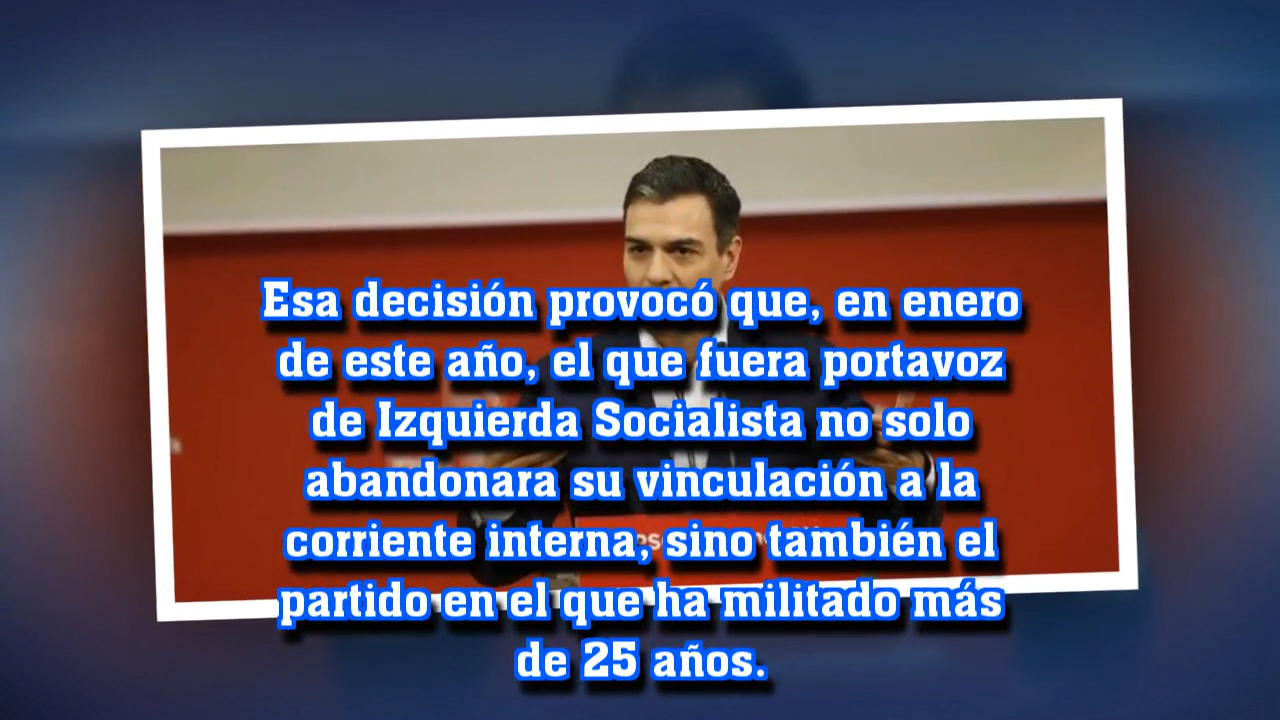 Esa decisión provocó que, en enero
de este año, el que fuera portavoz
de Izquierda Socialista no solo
abandonara su vinculación a la
corriente interna, sino también el
partido en el que ha militado más
de 25 años.